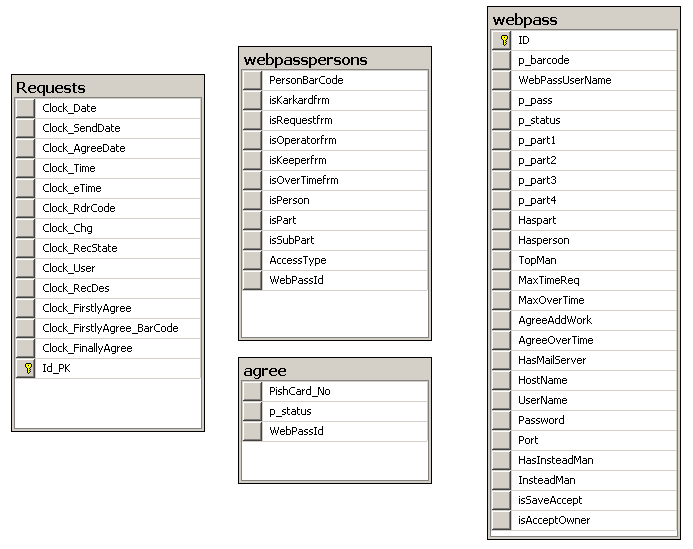 Requests
Clock_Date
Clock_SendDate
Clock_AgreeDate
Clock_Time
Clock_eTime
Clock_RdrCode
Clock_Chg
Clock_RecState
Clock_User
Clock_RecDes
Clock_FirstlyAgree
Clock_FirstlyAgree_BarCode
Clock_FinallyAgree
Id_PK
webpasspersons
PersonBarCode
isKarkardfrm
isRequestfrm
isOperatorfrm
isKeeperfrm
isOverTimefrm
isPerson
isPart
isSubPart
AccessType
WebPassId
agree
PishCard_No
p_status
WebPassId
webpass
ID
p_barcode
WebPassUserName
p_pass
p_status
p_part1
p_part2
p_part3
p_part4
Haspart
Hasperson
TopMan
MaxTimeReq
MaxOverTime
AgreeAddWork
AgreeOverTime
HasMailServer
HostName
UserName
Password
Port
HasInsteadMan
InsteadMan
isSaveAccept
isAcceptOwner